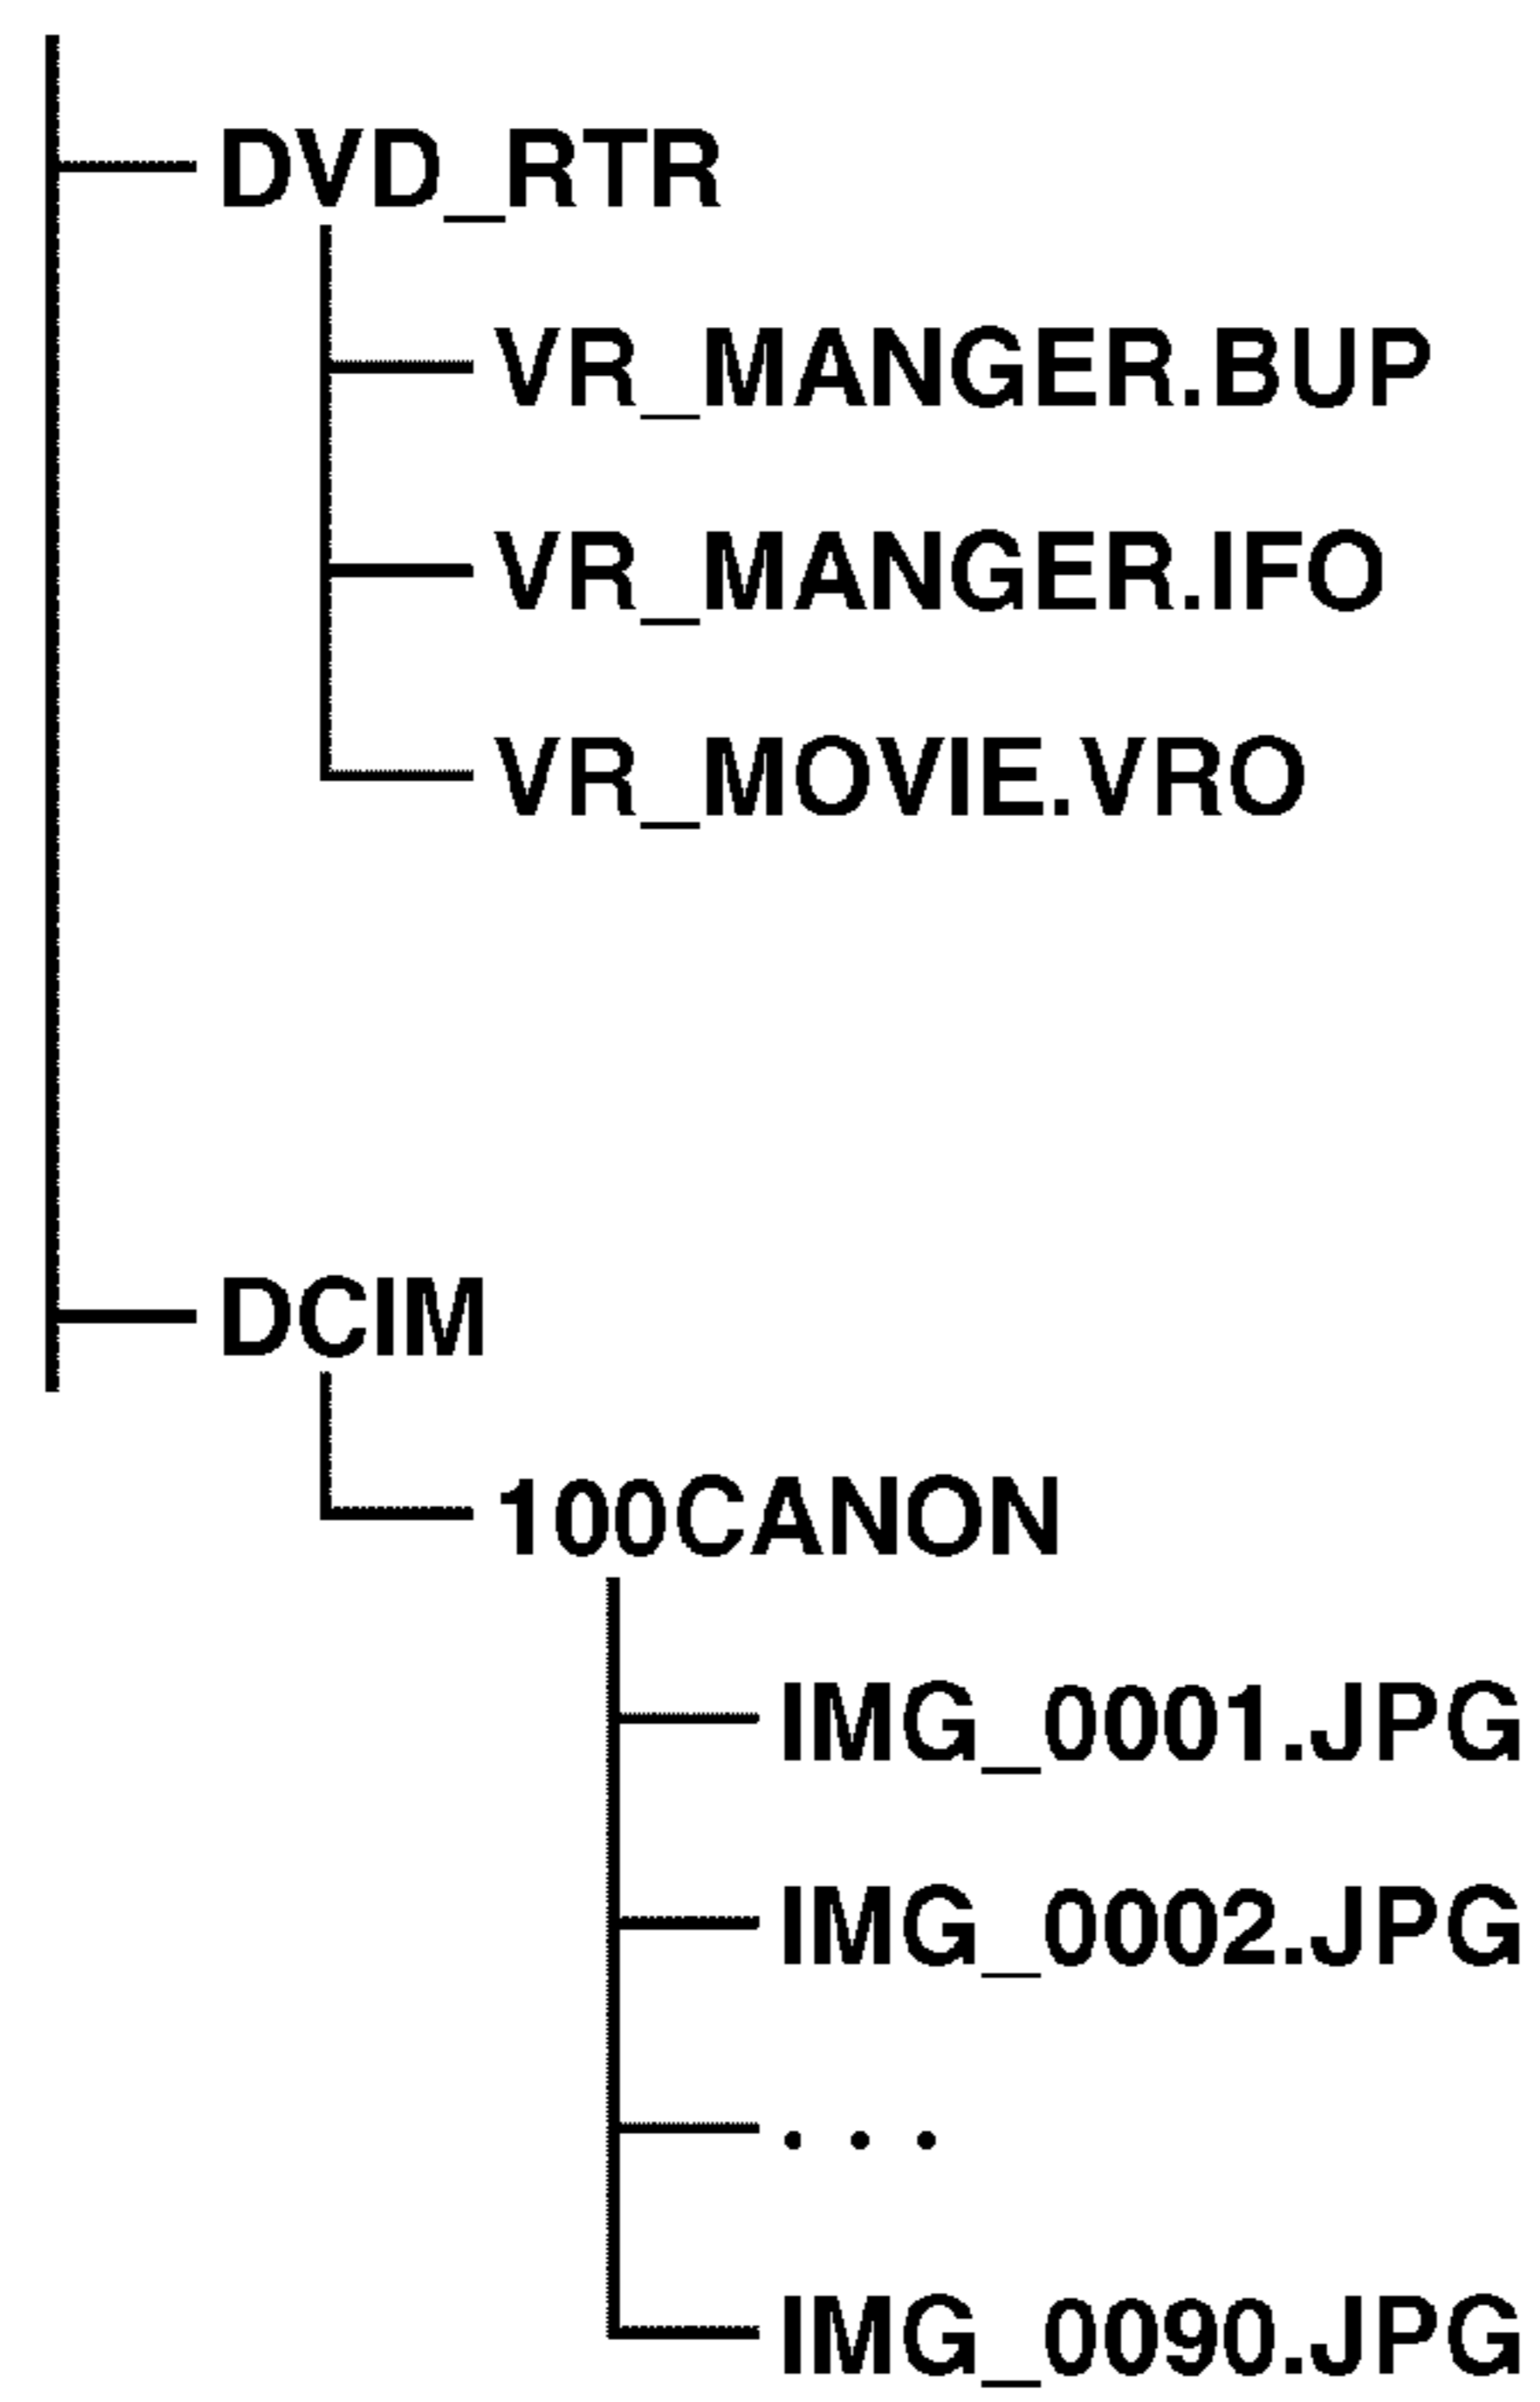 DVD_RTR
VR_MANGER.BUP
VR_MANGER.IFO
VR_MOVIE.VRO
DCIM
100CANON
IMG_0001.JPG
IMG_0002.JPG
. . .
IMG_0090.JPG